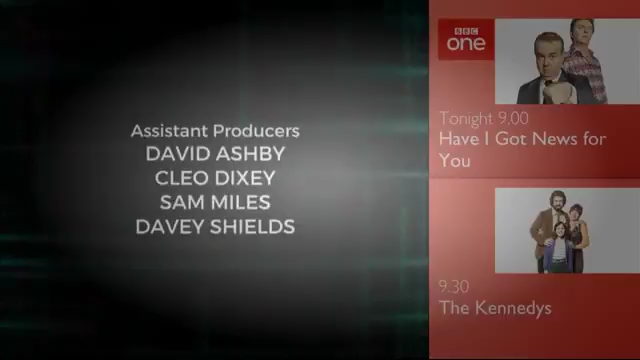 Assistant Producers
DAVID ASHBY
CLEO DIXEY
SAM MILES
DAVEY SHIELDS
BBC
one
Tonight 9.00
Have I Got News for
You
9.30
The Kennedys